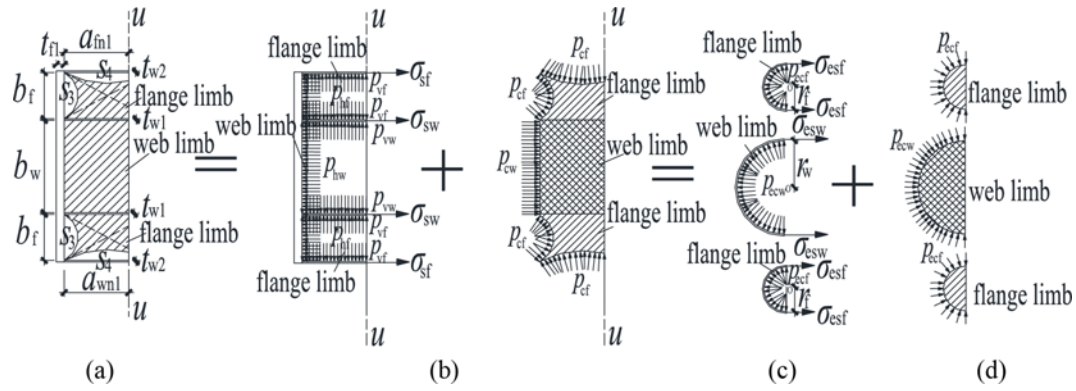 u
a_fn1
t_f1
s_4
t_w2
b_f
s_3
flange limb
t_w1
b_w
web limb
t_w1
b_f
s_3
flange limb
s_4
t_w2
a_wn1
u
=
u
flange limb
σ_sf
p_vf
p_hf
p_vf
σ_sw
p_vw
web limb
p_hw
p_vw
σ_sw
p_vf
p_hf
p_vf
σ_sf
flange limb
u
+
u
p_cf
p_cf
flange limb
p_cw
web limb
flange limb
p_cf
p_cf
u
=
flange limb
p_ecf
σ_esf
r_f
σ_esf
web limb
σ_esw
r_w
p_ecw
o
σ_esw
flange limb
p_ecf
σ_esf
r_f
σ_esf
+
p_ecf
flange limb
p_ecw
web limb
p_ecf
flange limb
(a)
(b)
(c)
(d)